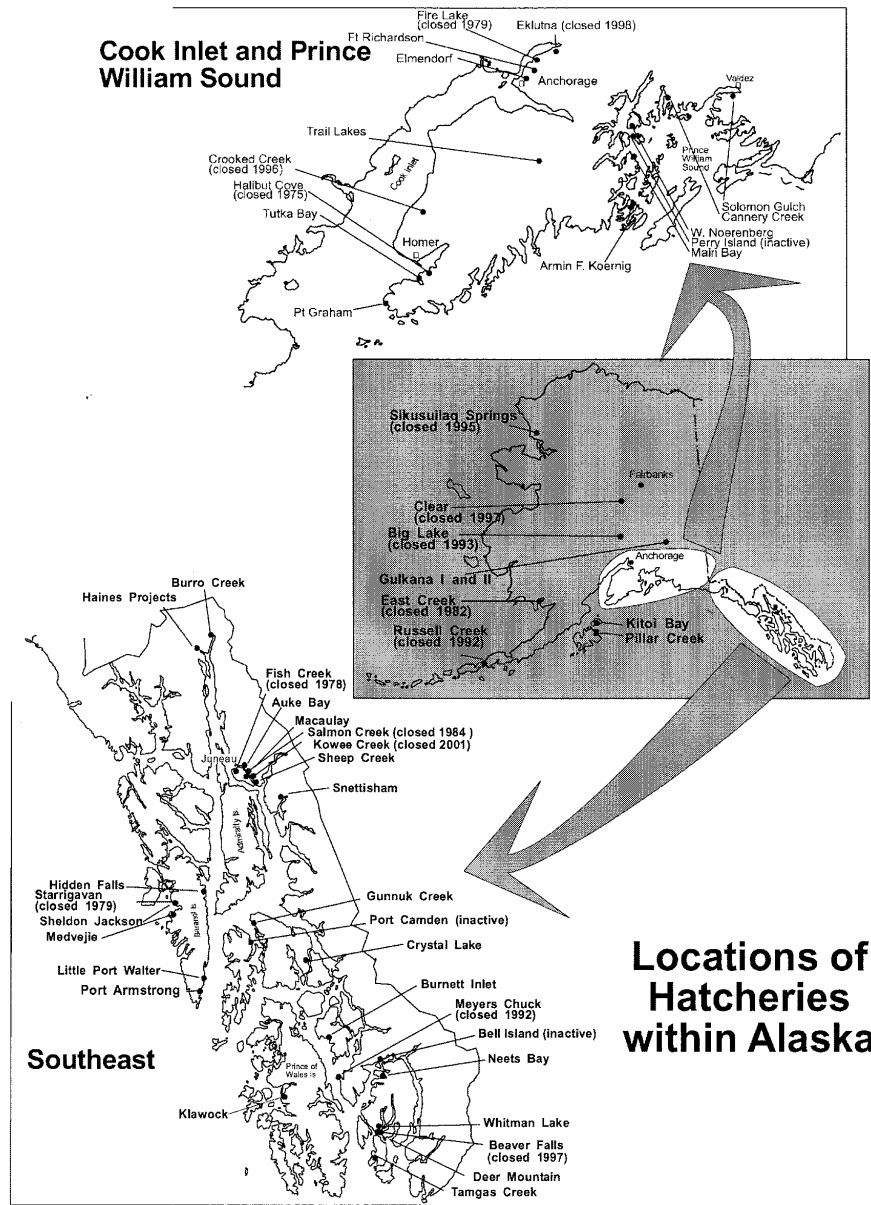 Cook Inlet and Prince
William Sound
Fire Lake
(closed 1979)
Eklutna (closed 1998)
Ft Richardson
Elmendorf
Anchorage
Valdez
Trail Lakes
Cook Inlet
Prince
William
Sound
Crooked Creek
(closed 1996)
Halibut Cove
(closed 1975)
Tutka Bay
Homer
Solomon Gulch
Cannery Creek
W. Noerenberg
Perry Island (inactive)
Main Bay
Armin F. Koernig
Pt Graham
Sikusuilaq Springs
(closed 1995)
Fairbanks
Clear
(closed 1997)
Big Lake
(closed 1993)
Anchorage
Gulkana I and II
East Creek
(closed 1982)
Russell Creek
(closed 1992)
Kitoi Bay
Pillar Creek
Burro Creek
Haines Projects
Fish Creek
(closed 1978)
Auke Bay
Macaulay
Salmon Creek (closed 1984 )
Kowee Creek (closed 2001)
Sheep Creek
Juneau
Snettisham
Admiralty Is
Hidden Falls
Starrigavan
(closed 1979)
Sheldon Jackson
Medvejie
Baranof Is
Gunnuk Creek
Port Camden (inactive)
Crystal Lake
Little Port Walter
Port Armstrong
Burnett Inlet
Meyers Chuck
(closed 1992)
Bell Island (inactive)
Neets Bay
Prince of
Wales Is
Klawock
Whitman Lake
Beaver Falls
(closed 1997)
Deer Mountain
Tamgas Creek
Southeast
Locations of
Hatcheries
within Alaska